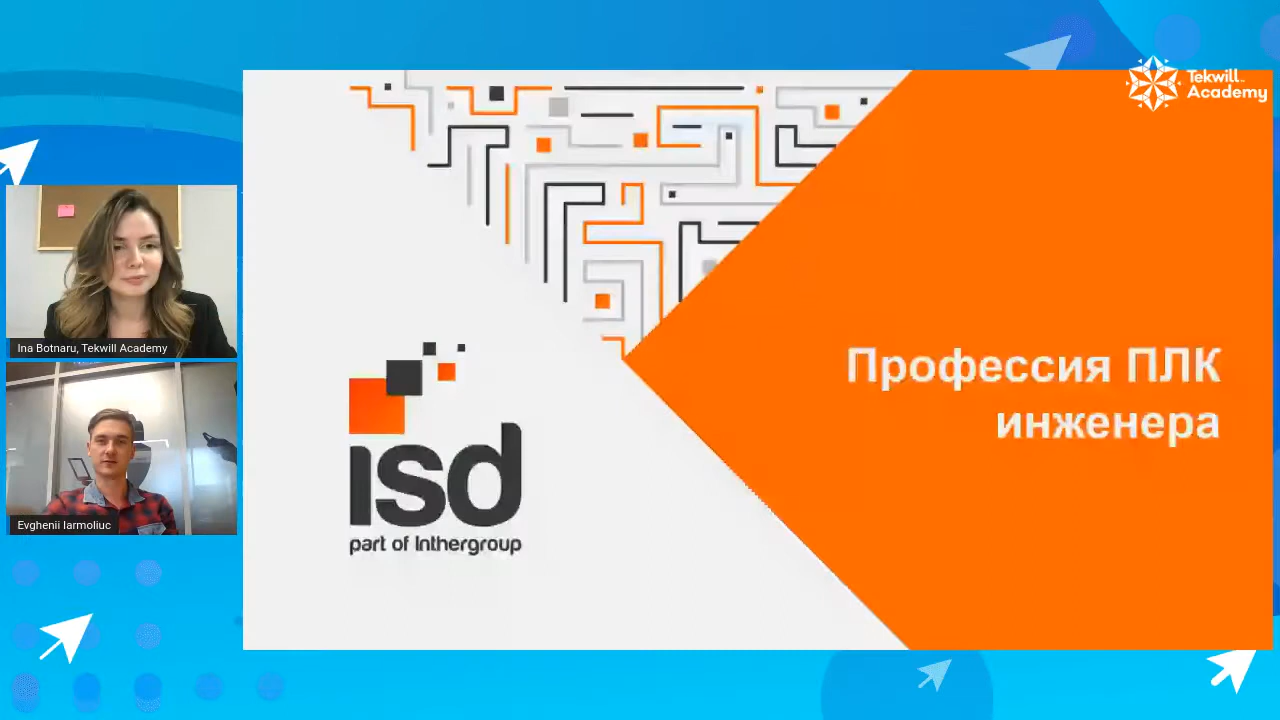 Tekwill
Academy
Ina Botnaru, Tekwill Academy
Evghenii Iarmoliuc
isd
part of Inthergroup
Профессия ПЛК
инженера